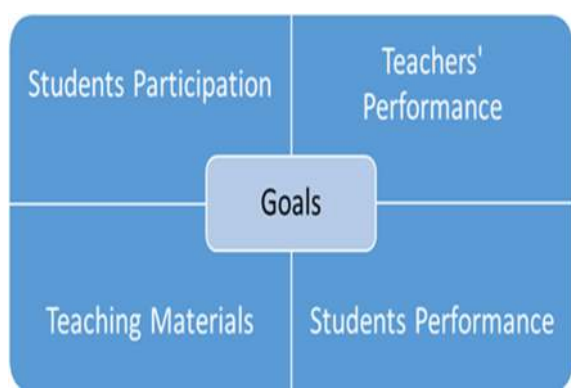 Students Participation
Teachers'
Performance
Goals
Teaching Materials
Students Performance